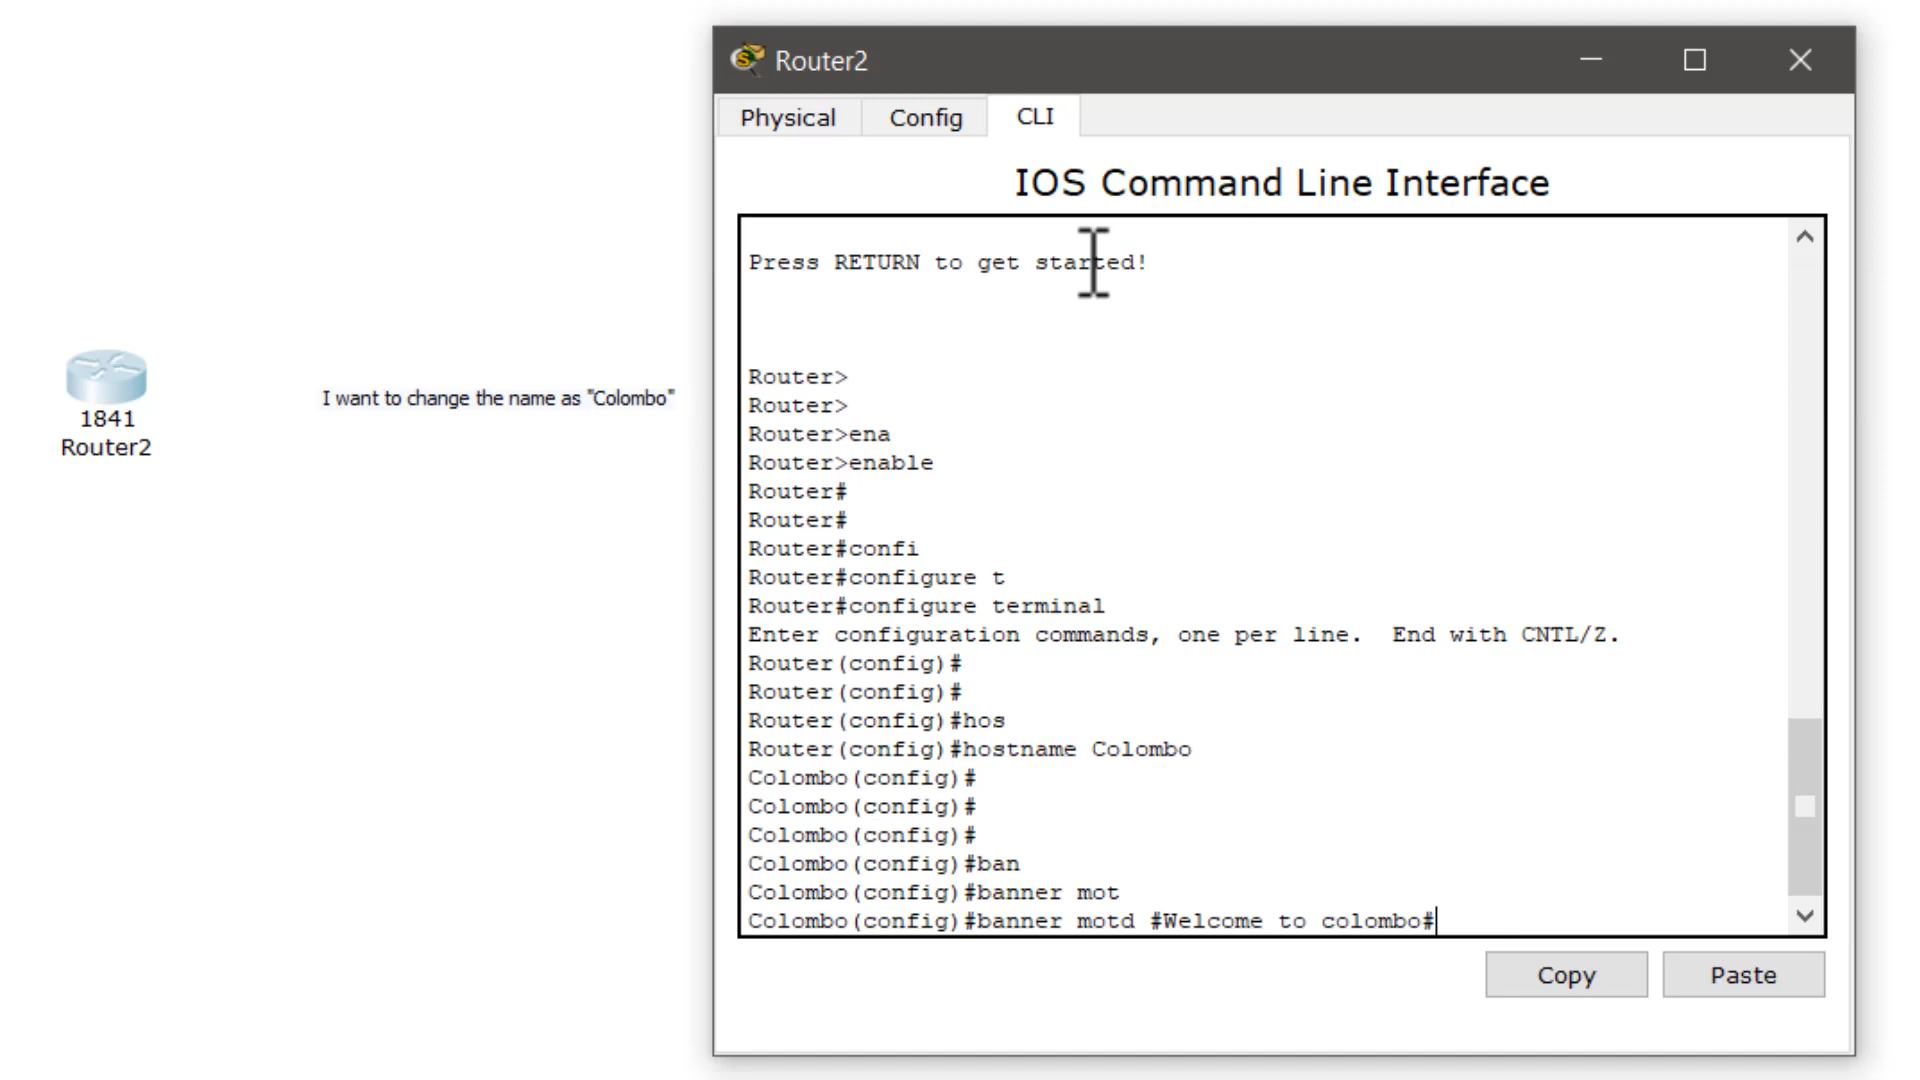 Router2
Physical
Config
CLI
IOS Command Line Interface
Press RETURN to get started!
Router>
Router>
Router>ena
Router>enable
Router#
Router#
Router#confi
Router#configure t
Router#configure terminal
Enter configuration commands, one per line.  End with CNTL/Z.
Router(config)#
Router(config)#
Router(config)#hos
Router(config)#hostname Colombo
Colombo(config)#
Colombo(config)#
Colombo(config)#
Colombo(config)#ban
Colombo(config)#banner mot
Colombo(config)#banner motd #Welcome to colombo#
Copy
Paste
1841
Router2
I want to change the name as "Colombo"